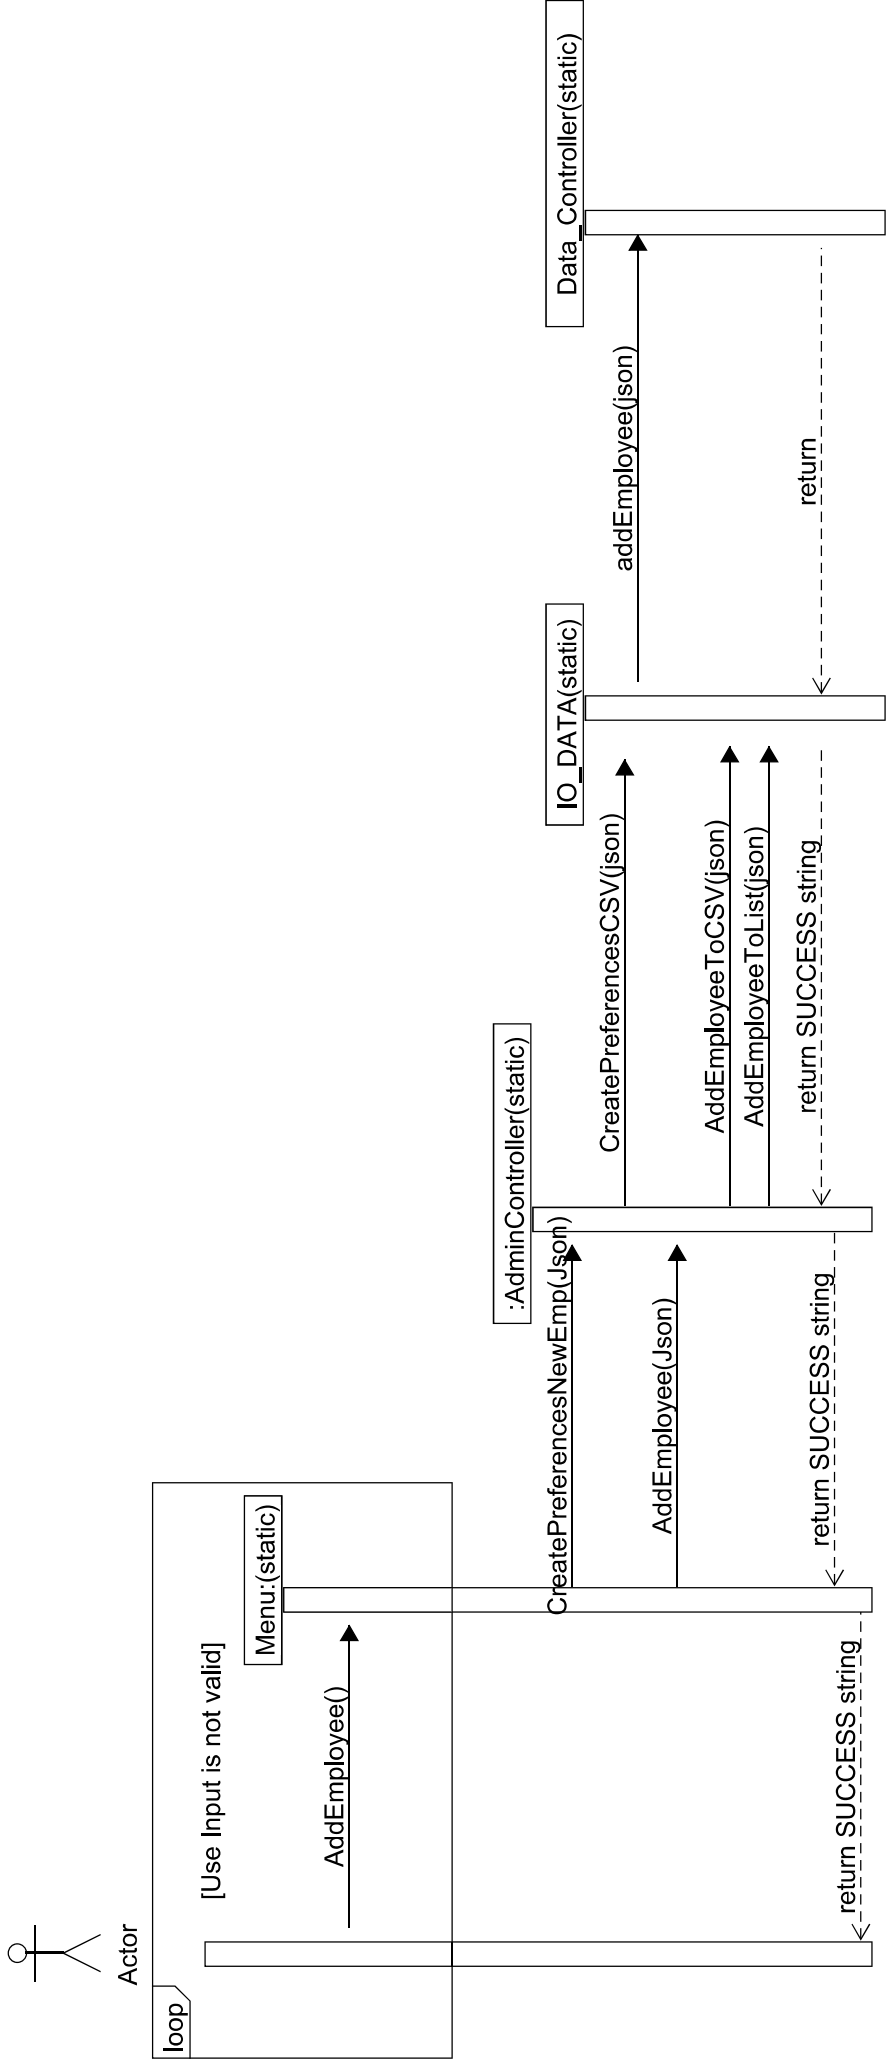 Actor
loop
[Use Input is not valid]
Menu:(static)
AddEmployee()
:AdminController(static)
IO_DATA(static)
Data_Controller(static)
CreatePreferencesNewEmp(Json)
CreatePreferencesCSV(json)
addEmployee(json)
AddEmployee(Json)
AddEmployeeToCSV(json)
AddEmployeeToList(json)
return
return SUCCESS string
return SUCCESS string
return SUCCESS string